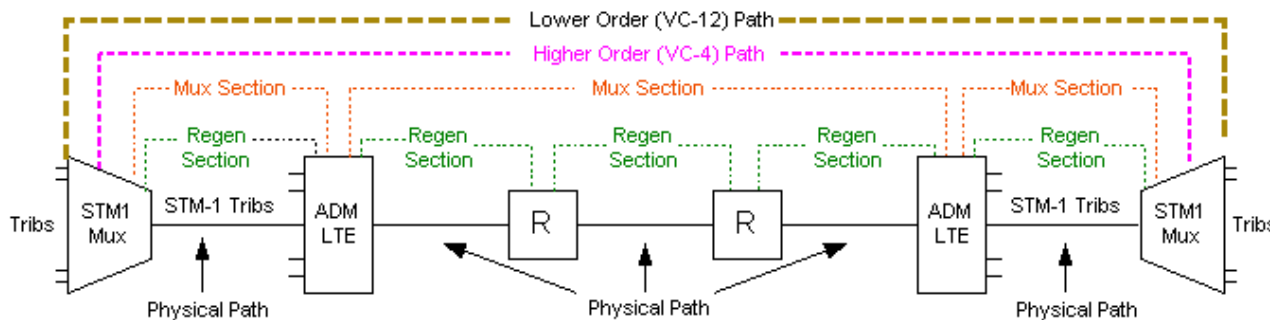 Lower Order (VC-12) Path
Higher Order (VC-4) Path
Mux Section
Mux Section
Mux Section
Regen
Section
Regen
Section
Regen
Section
Regen
Section
Regen
Section
Tribs
STM1
Mux
STM-1 Tribs
ADM
LTE
R
R
ADM
LTE
STM-1 Tribs
STM1
Mux
Tribs
Physical Path
Physical Path
Physical Path